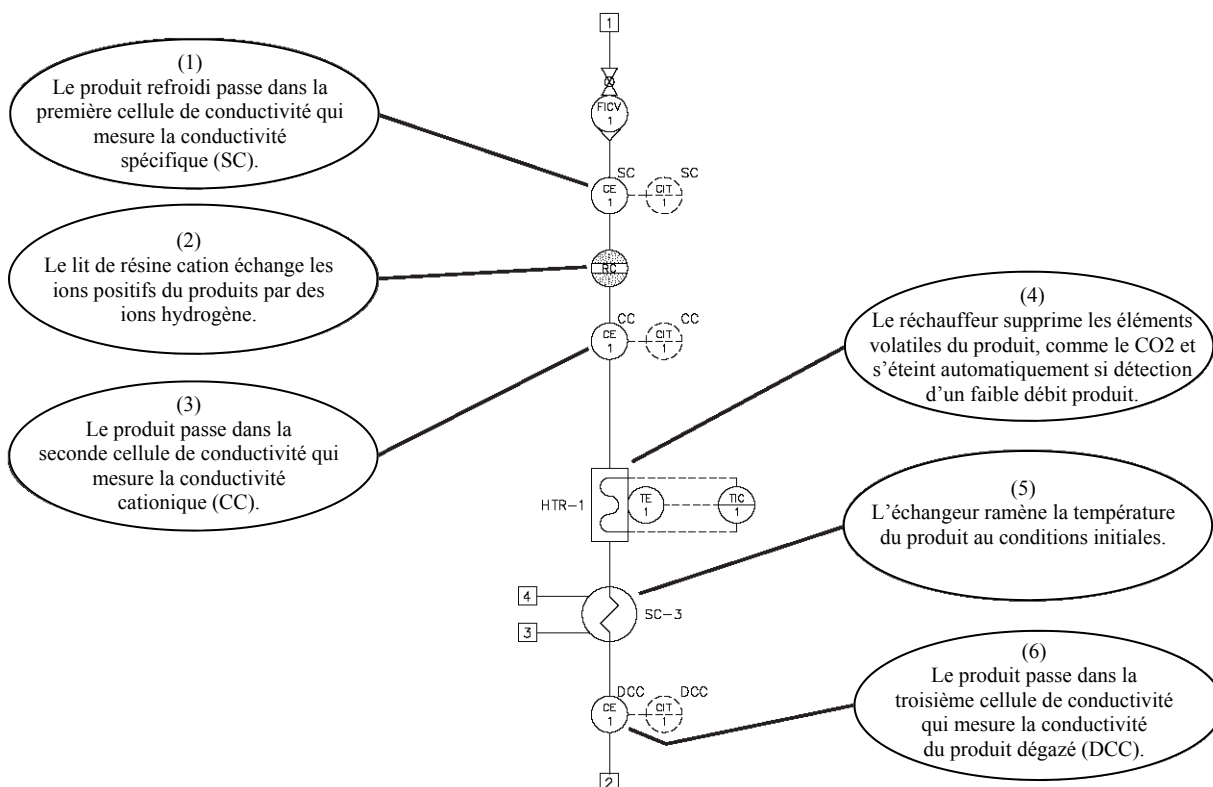 1
(1)
Le produit refroidi passe dans la
première cellule de conductivité qui
mesure la conductivité
spécifique (SC).
FICV
1
SC
SC
CE
1
CIT
1
(2)
Le lit de résine cation échange les
ions positifs du produits par des
ions hydrogène.
RC
CC
CC
CE
1
CIT
1
(3)
Le produit passe dans la
seconde cellule de conductivité qui
mesure la conductivité
cationique (CC).
(4)
Le réchauffeur supprime les éléments
volatiles du produit, comme le CO2 et
s’éteint automatiquement si détection
d’un faible débit produit.
HTR-1
TE
1
TIC
1
(5)
L’échangeur ramène la température
du produit au conditions initiales.
4
3
SC-3
(6)
Le produit passe dans la
troisième cellule de conductivité
qui mesure la conductivité
du produit dégazé (DCC).
DCC
DCC
CE
1
CIT
1
2